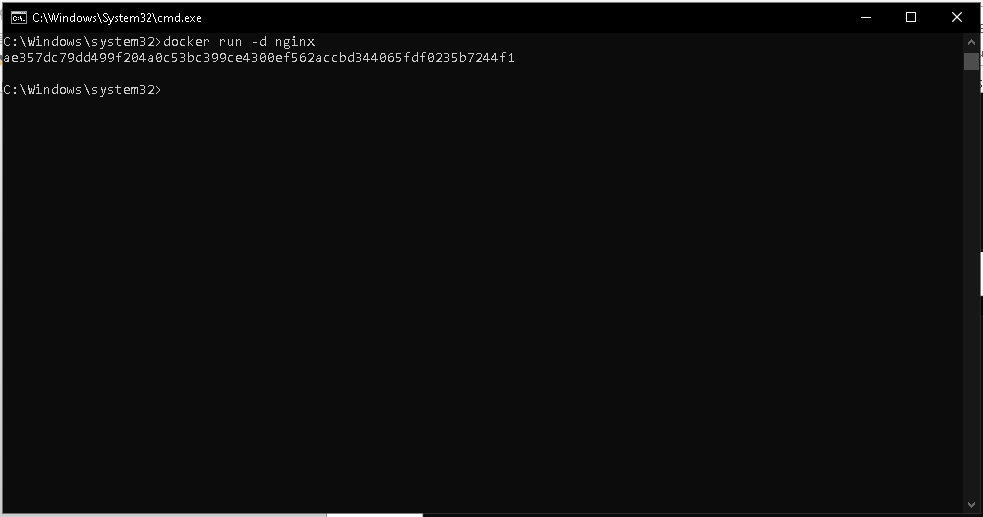 C:\Windows\System32\cmd.exe
C:\Windows\system32>docker run -d nginx
ae357dc79dd499f204a0c53bc399ce4300ef562accbd344065fdf0235b7244f1
C:\Windows\system32>